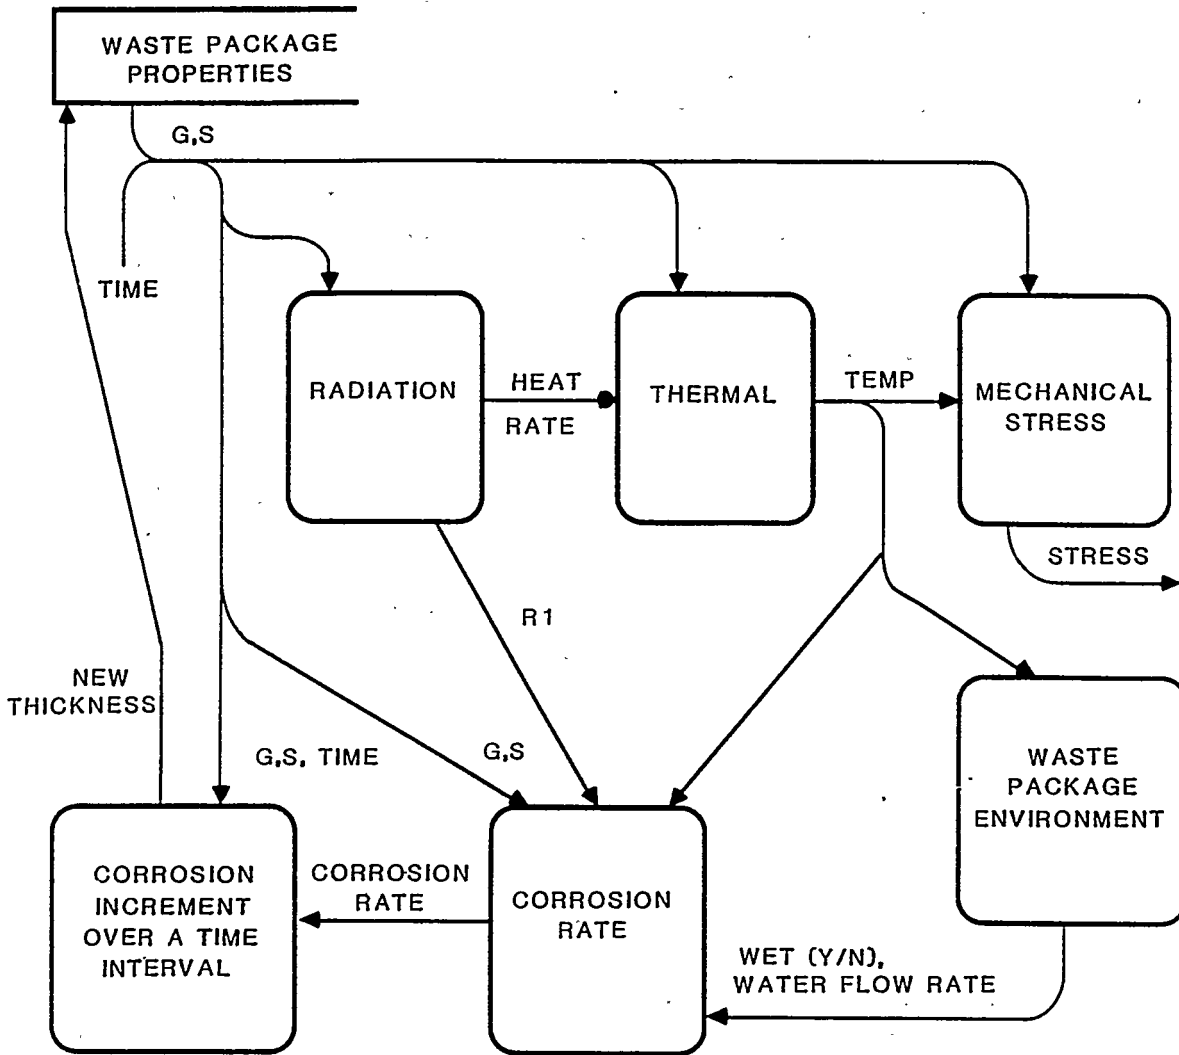 WASTE PACKAGE
PROPERTIES
G,S
TIME
RADIATION
HEAT
RATE
THERMAL
TEMP
MECHANICAL
STRESS
STRESS
R1
NEW
THICKNESS
G,S, TIME
G,S
WASTE
PACKAGE
ENVIRONMENT
CORROSION
INCREMENT
OVER A TIME
INTERVAL
CORROSION
RATE
CORROSION
RATE
WET (Y/N),
WATER FLOW RATE